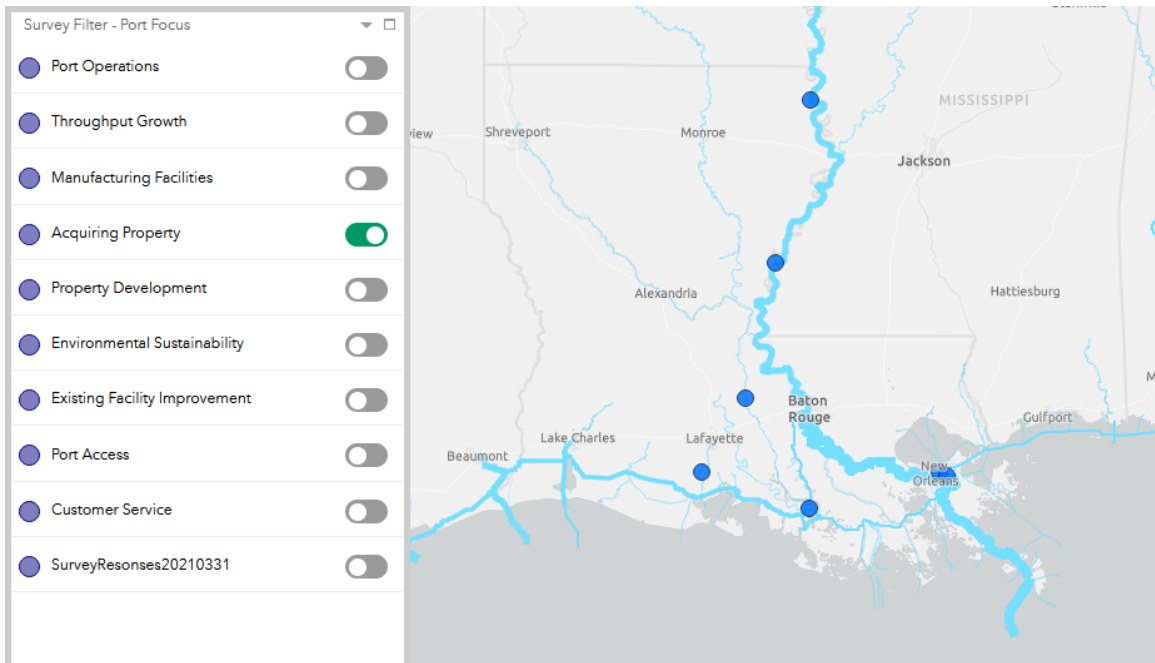 Survey Filter - Port Focus
Port Operations
Throughput Growth
Manufacturing Facilities
Acquiring Property
Property Development
Environmental Sustainability
Existing Facility Improvement
Port Access
Customer Service
SurveyResonses20210331
MISSISSIPPI
view
Shreveport
Monroe
Jackson
Alexandria
Hattiesburg
Baton
Rouge
Gulfport
Lake Charles
Lafayette
Beaumont
New
Orleans
M